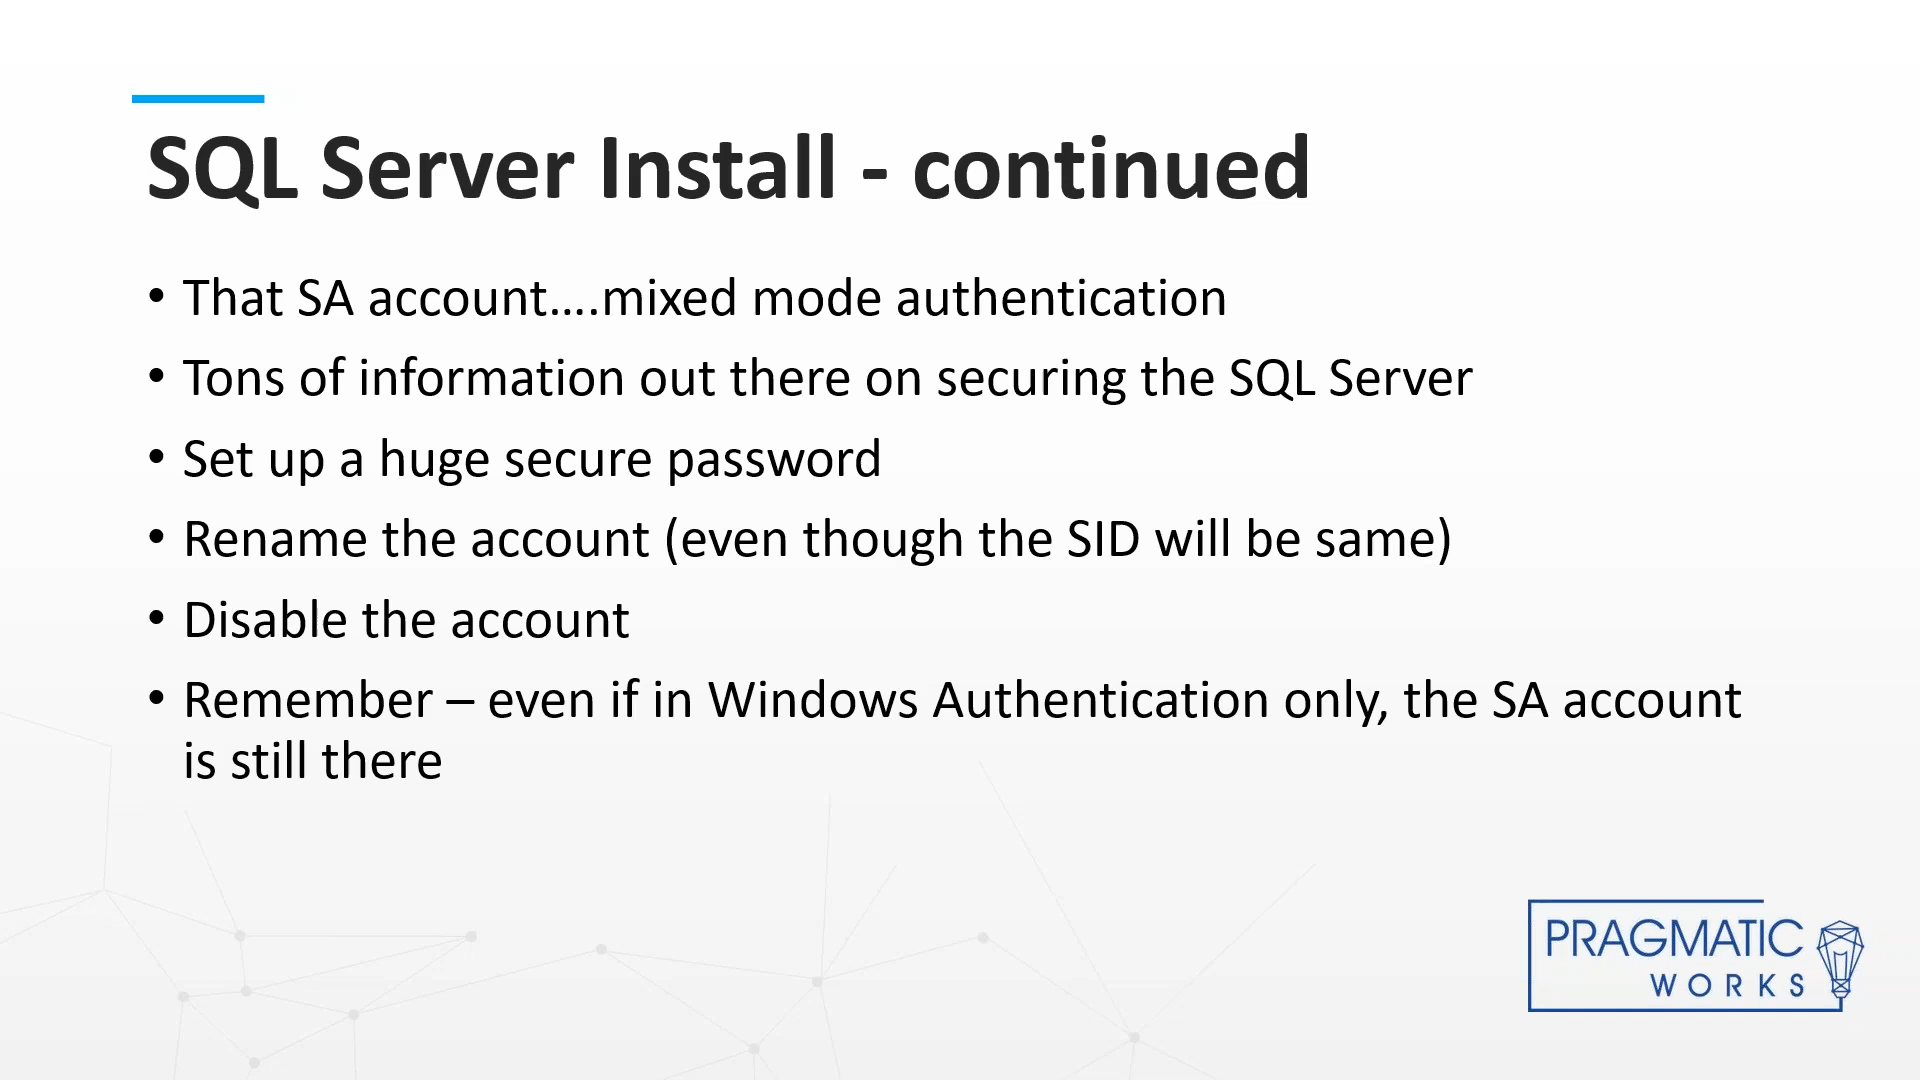 SQL Server Install - continued
• That SA account....mixed mode authentication
• Tons of information out there on securing the SQL Server
• Set up a huge secure password
• Rename the account (even though the SID will be same)
• Disable the account
• Remember – even if in Windows Authentication only, the SA account
is still there
PRAGMATIC
WORKS